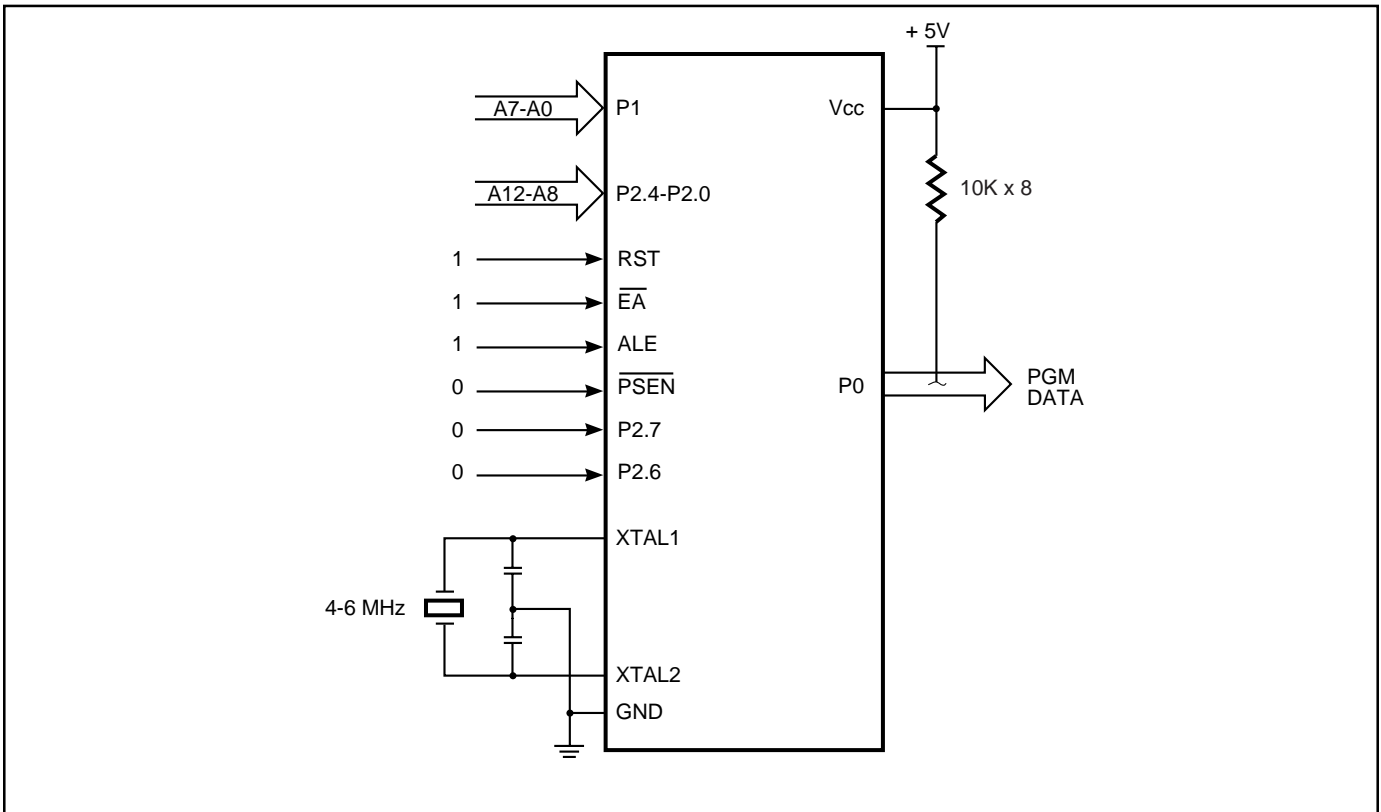 + 5V
A7-A0
P1
Vcc
A12-A8
P2.4-P2.0
10K x 8
1
RST
1
EA
1
ALE
0
PSEN
P0
PGM
DATA
0
P2.7
0
P2.6
XTAL1
4-6 MHz
XTAL2
GND